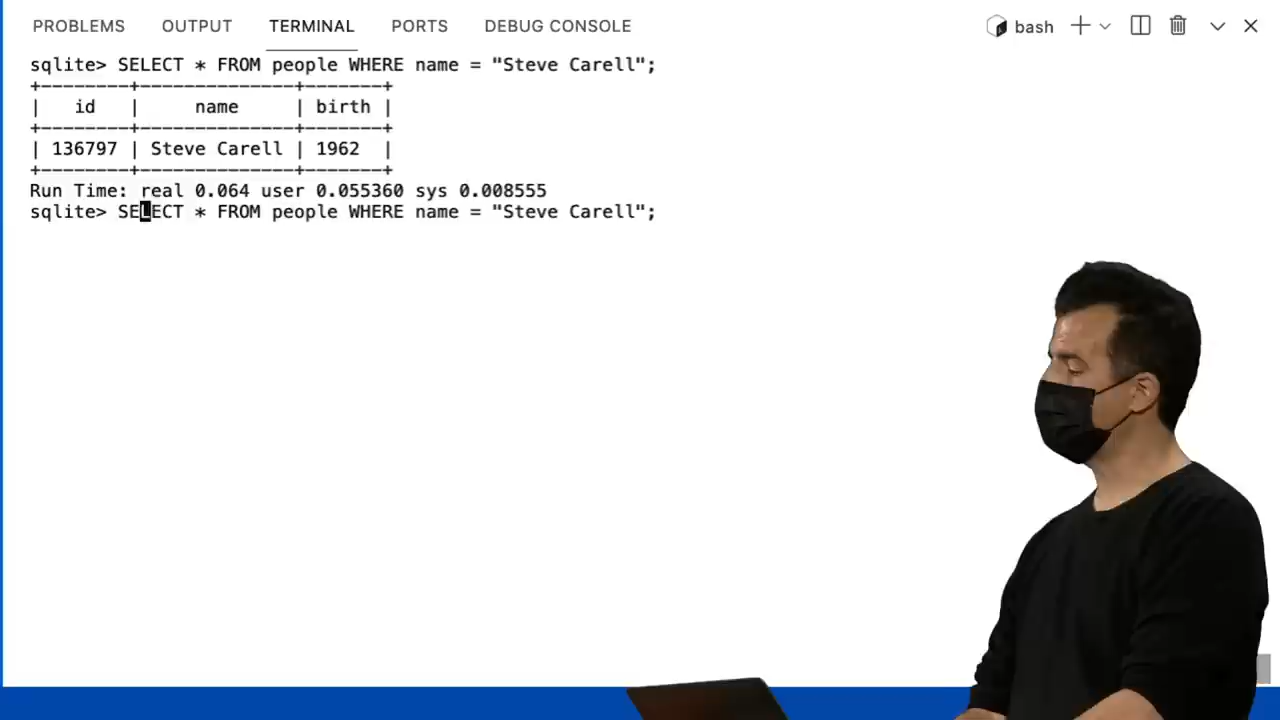 PROBLEMS OUTPUT TERMINAL PORTS DEBUG CONSOLE bash
sqlite> SELECT * FROM people WHERE name = "Steve Carell";
+--------+--------------+-------+
| id | name | birth |
+--------+--------------+-------+
| 136797 | Steve Carell | 1962 |
+--------+--------------+-------+
Run Time: real 0.064 user 0.055360 sys 0.008555
sqlite> SELECT * FROM people WHERE name = "Steve Carell";